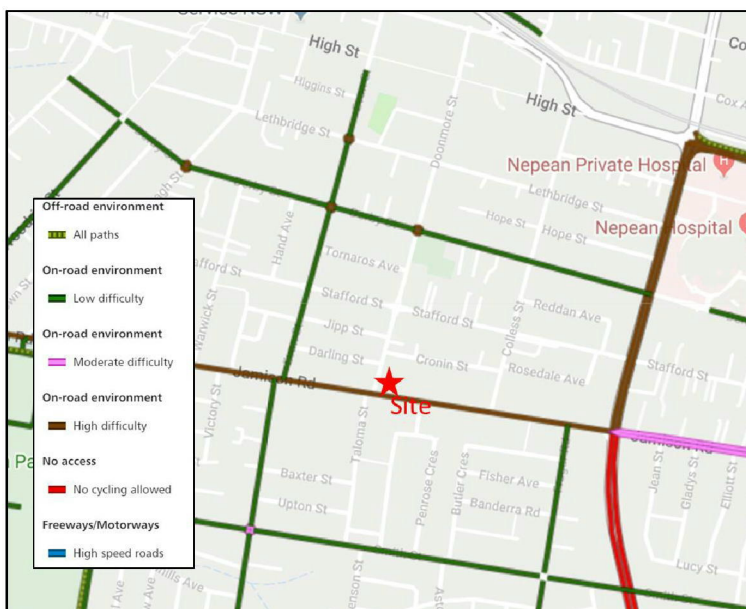 High St
Higgins St
High St
Co
Cox A
Lethbridge St
Doonmore St
Nepean Private Hospital
H
Lethbridge St
Hope St
Hope St
Nepean Hospital
Hand Ave
Tornaros Ave
Off-road environment
All paths
On-road environment
Low difficulty
On-road environment
Moderate difficulty
On-road environment
High difficulty
No access
No cycling allowed
Freeways/Motorways
High speed roads
Warwick St
Stafford St
Stafford St
Reddan Ave
Colless St
Jipp St
Darling St
Cronin St
Rosedale Ave
Stafford St
Jamison Rd
Site
Victory St
Taloma St
Jamison Rd
Baxter St
Upton St
Penrose Cres
Butler Cres
Fisher Ave
Banderra Rd
Jean St
Gladys St
Elliott St
Lucy St